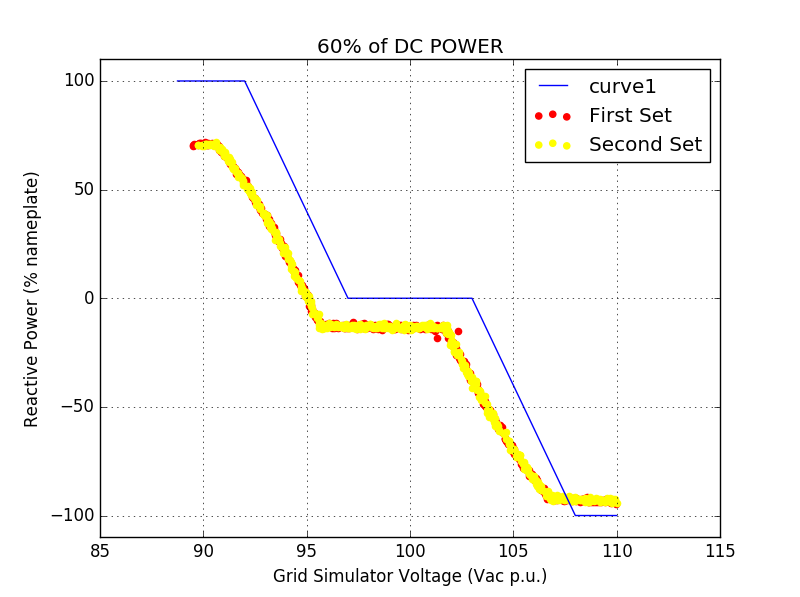 60% of DC POWER
curve1
First Set
Second Set
Reactive Power (% nameplate)
100
50
0
−50
−100
85
90
95
100
105
110
115
Grid Simulator Voltage (Vac p.u.)